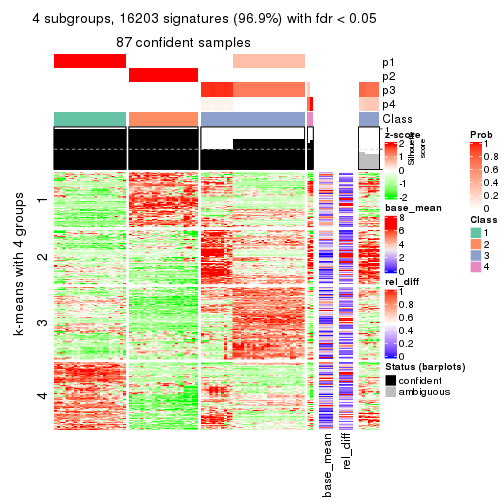 4 subgroups, 16203 signatures (96.9%) with fdr < 0.05
87 confident samples
p1
p2
p3
p4
Class
1
Silhouette
score
k-means with 4 groups
1
2
3
4
base_mean
rel_diff
z-score
2
1
0
-1
-2
base_mean
8
6
4
2
0
rel_diff
1
0.8
0.6
0.4
0.2
0
Status (barplots)
confident
ambiguous
Prob
1
0.8
0.6
0.4
0.2
0
Class
1
2
3
4